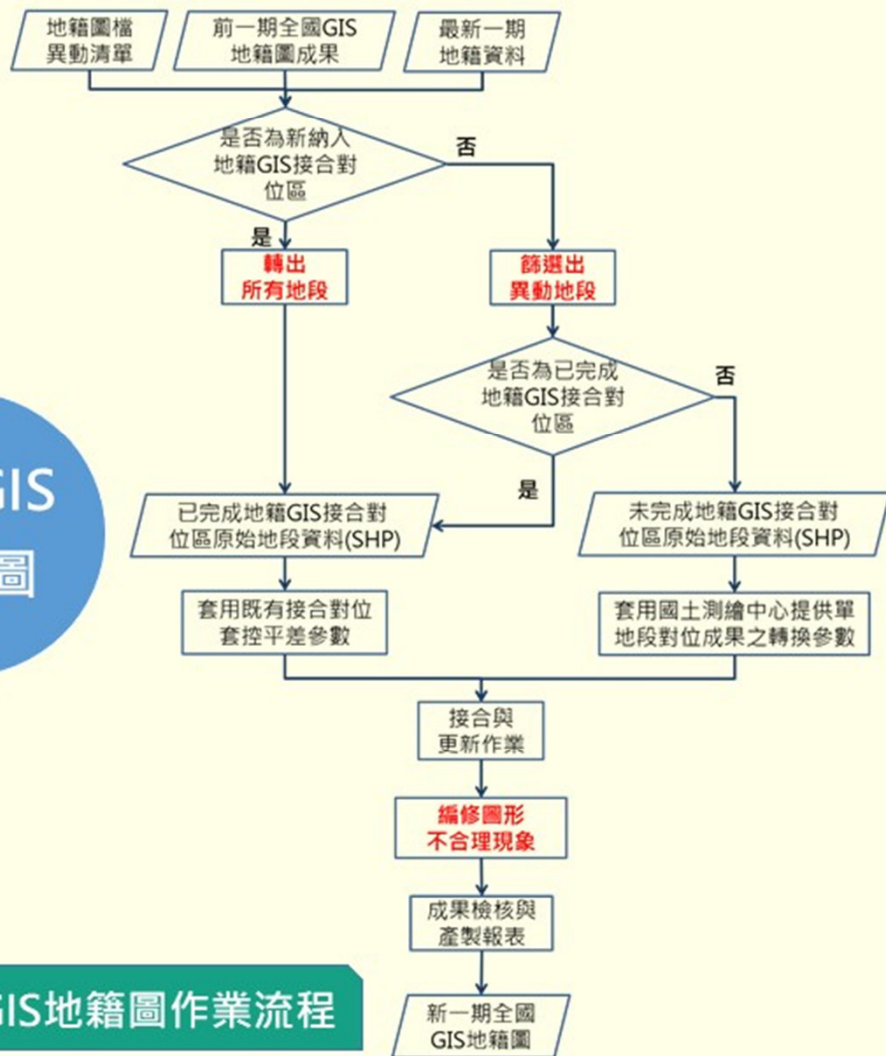 地籍圖檔
異動清單
前一期全國GIS
地籍圖成果
最新一期
地籍資料
是否為新納入
地籍GIS接合對
位區
否
是
轉出
所有地段
篩選出
異動地段
是否為已完成
地籍GIS接合對
位區
否
是
已完成地籍GIS接合對
位區原始地段資料(SHP)
未完成地籍GIS接合對
位區原始地段資料(SHP)
套用既有接合對位
套控平差參數
套用國土測繪中心提供單
地段對位成果之轉換參數
接合與
更新作業
編修圖形
不合理現象
成果檢核與
產製報表
新一期全國
GIS地籍圖
GIS
圖
GIS地籍圖作業流程